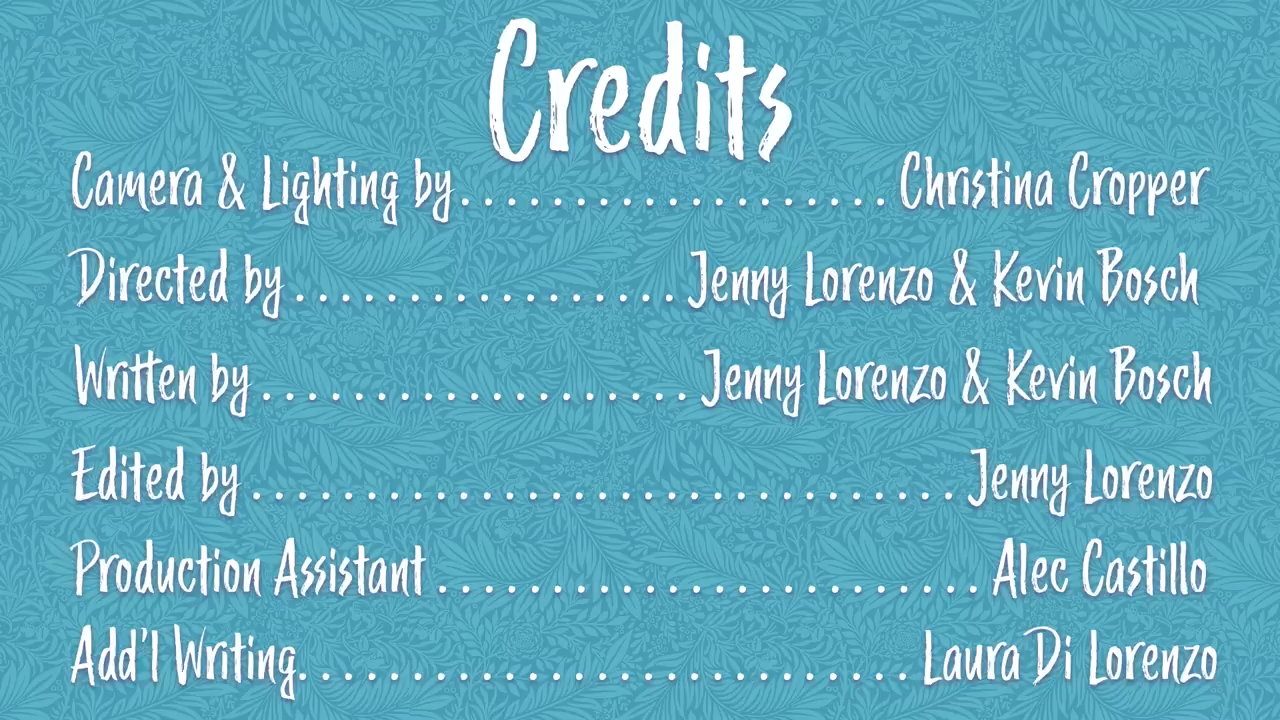 Credits
Camera & Lighting by...................Christina Cropper
Directed by.................Jenny Lorenzo & Kevin Bosch
Written by...................Jenny Lorenzo & Kevin Bosch
Edited by...............................Jenny Lorenzo
Production Assistant........................Alec Castillo
Add'l Writing...........................Laura Di Lorenzo